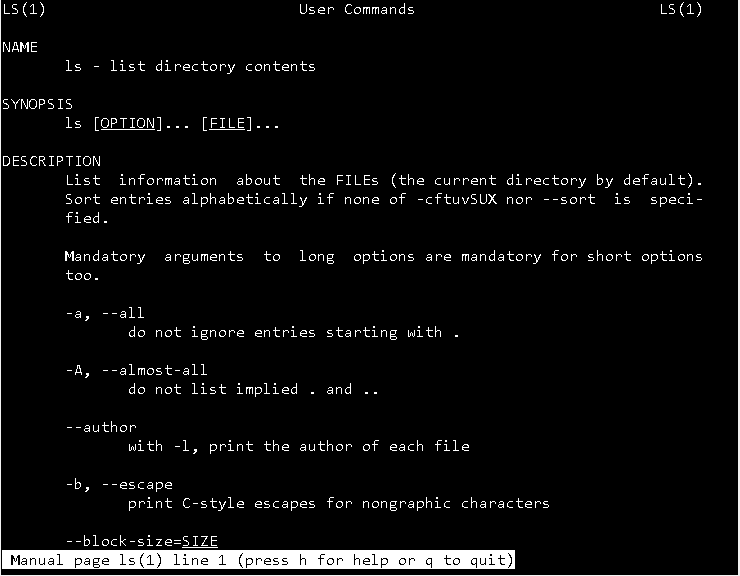 LS(1) User Commands LS(1)
NAME
ls - list directory contents
SYNOPSIS
ls [OPTION]... [FILE]...
DESCRIPTION
List information about the FILEs (the current directory by default).
Sort entries alphabetically if none of -cftuvSUX nor --sort is speci-
fied.
Mandatory arguments to long options are mandatory for short options
too.
-a, --all
do not ignore entries starting with .
-A, --almost-all
do not list implied . and ..
--author
with -l, print the author of each file
-b, --escape
print C-style escapes for nongraphic characters
--block-size=SIZE
Manual page ls(1) line 1 (press h for help or q to quit)